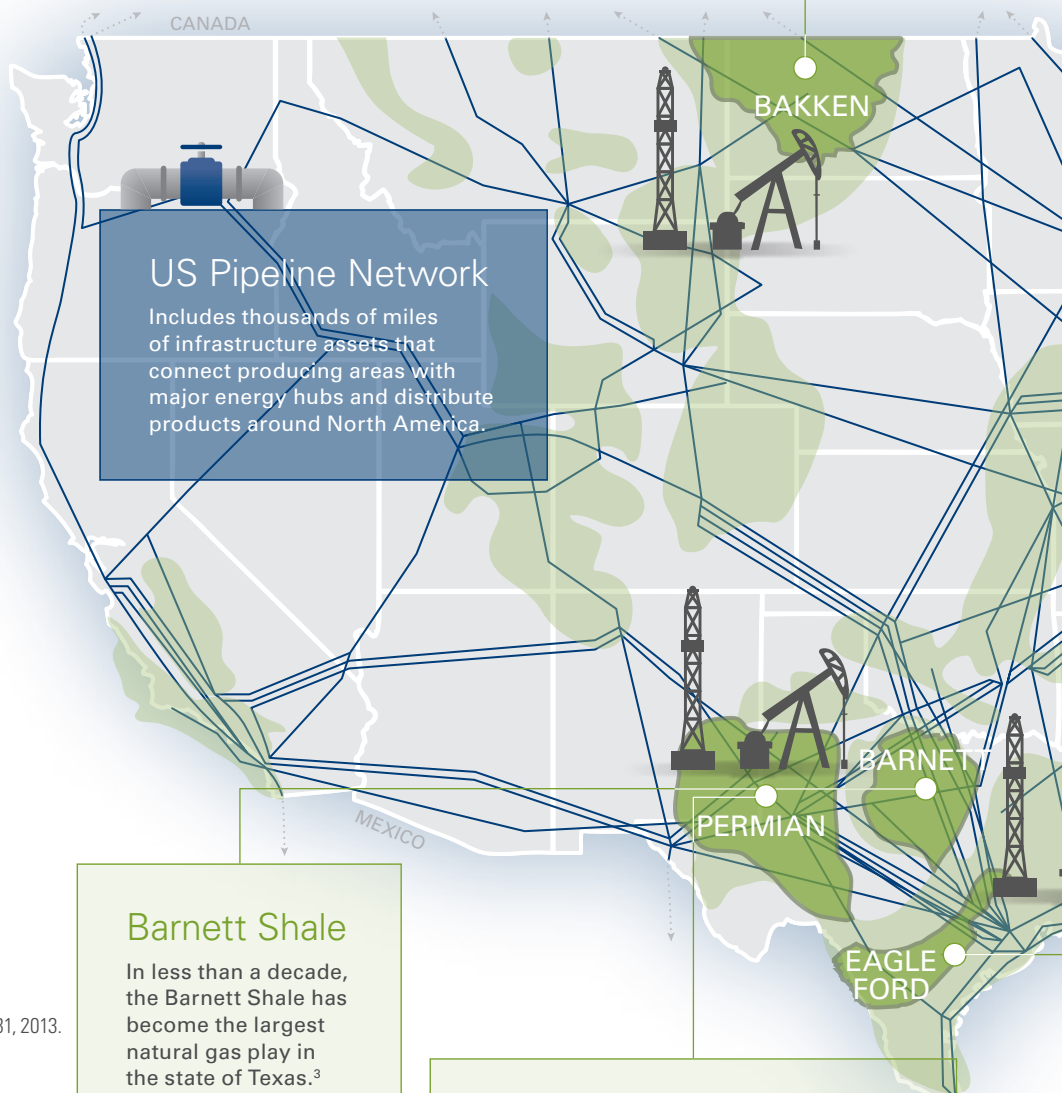 CANADA
BAKKEN
US Pipeline Network
Includes thousands of miles
of infrastructure assets that
connect producing areas with
major energy hubs and distribute
products around North America.
BARNETT
PERMIAN
MEXICO
EAGLE
FORD
Barnett Shale
In less than a decade,
the Barnett Shale has
become the largest
natural gas play in
the state of Texas.³
31, 2013.